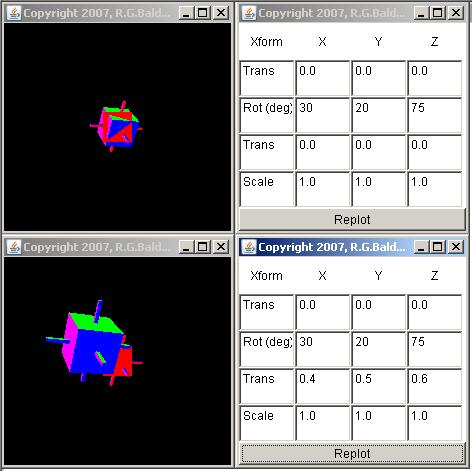 Copyright 2007, R.G.Bald...
Copyright 2007, R.G.Bald...
Xform X Y Z
Trans 0.0 0.0 0.0
Rot (deg) 30 20 75
Trans 0.0 0.0 0.0
Scale 1.0 1.0 1.0
Replot
Copyright 2007, R.G.Bald...
Copyright 2007, R.G.Bald...
Xform X Y Z
Trans 0.0 0.0 0.0
Rot (deg) 30 20 75
Trans 0.4 0.5 0.6
Scale 1.0 1.0 1.0
Replot